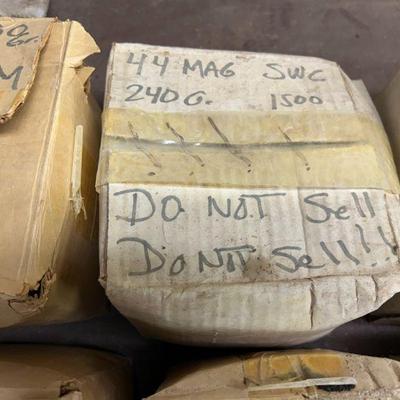 M
44 MAG SWC
240 G. 1500
DO NOT Sell
DO NOT Sell!!